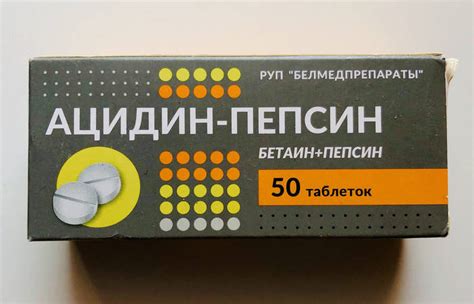 РУП "БЕЛМЕДПРЕПАРАТЫ"
АЦИДИН-ПЕПСИН
БЕТАИН+ПЕПСИН
50 таблеток